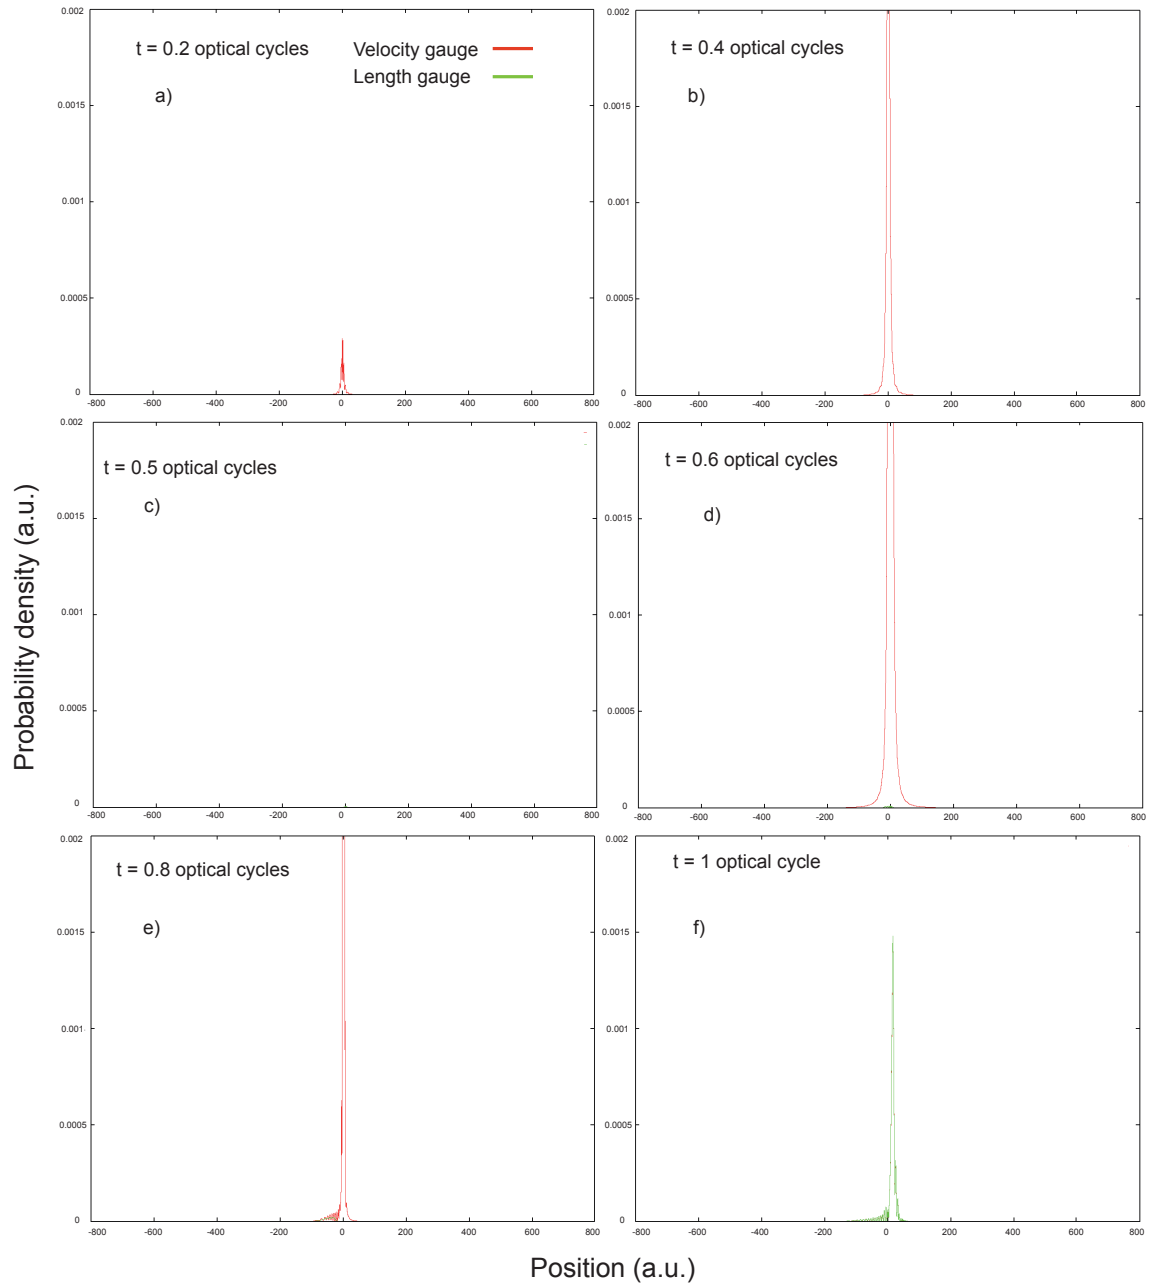 t = 0.2 optical cycles
Velocity gauge
Length gauge
a)
0.002
0.0015
0.001
0.0005
0
-800 -600 -400 -200 0 200 400 600 800
t = 0.4 optical cycles
b)
0.002
0.0015
0.001
0.0005
0
-800 -600 -400 -200 0 200 400 600 800
t = 0.5 optical cycles
c)
0.002
0.0015
0.001
0.0005
0
-800 -600 -400 -200 0 200 400 600 800
t = 0.6 optical cycles
d)
0.002
0.0015
0.001
0.0005
0
-800 -600 -400 -200 0 200 400 600 800
t = 0.8 optical cycles
e)
0.002
0.0015
0.001
0.0005
0
-800 -600 -400 -200 0 200 400 600 800
t = 1 optical cycle
f)
0.002
0.0015
0.001
0.0005
0
-800 -600 -400 -200 0 200 400 600 800
Probability density (a.u.)
Position (a.u.)